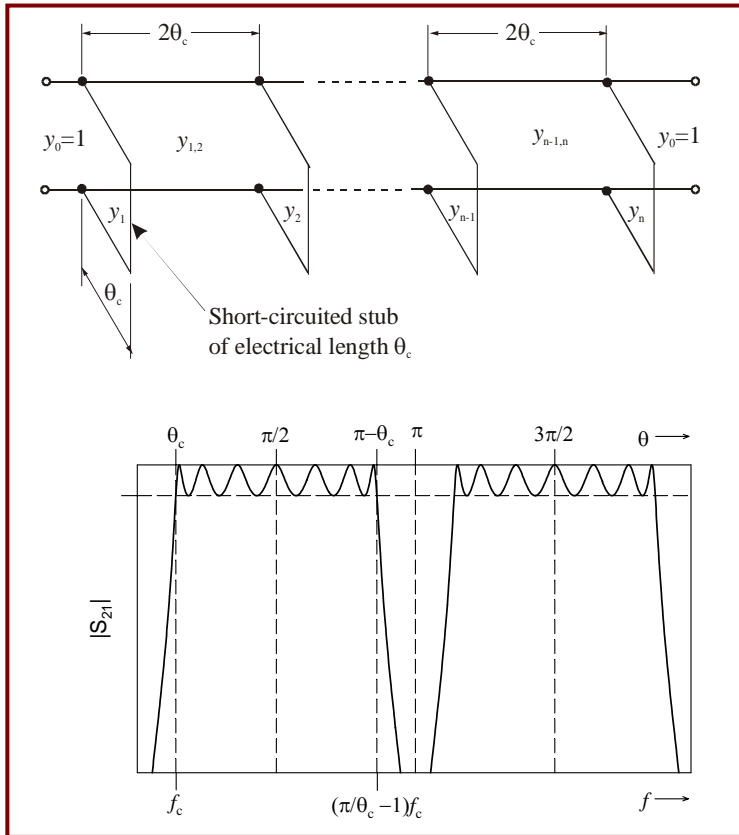 2θc 2θc
y0=1 y1,2 yn-1,n y0=1
y1 y2 yn-1 yn
θc
Short-circuited stub
of electrical length θc
θc π/2 π−θc π 3π/2 θ
|S21|
fc (π/θc −1)fc f